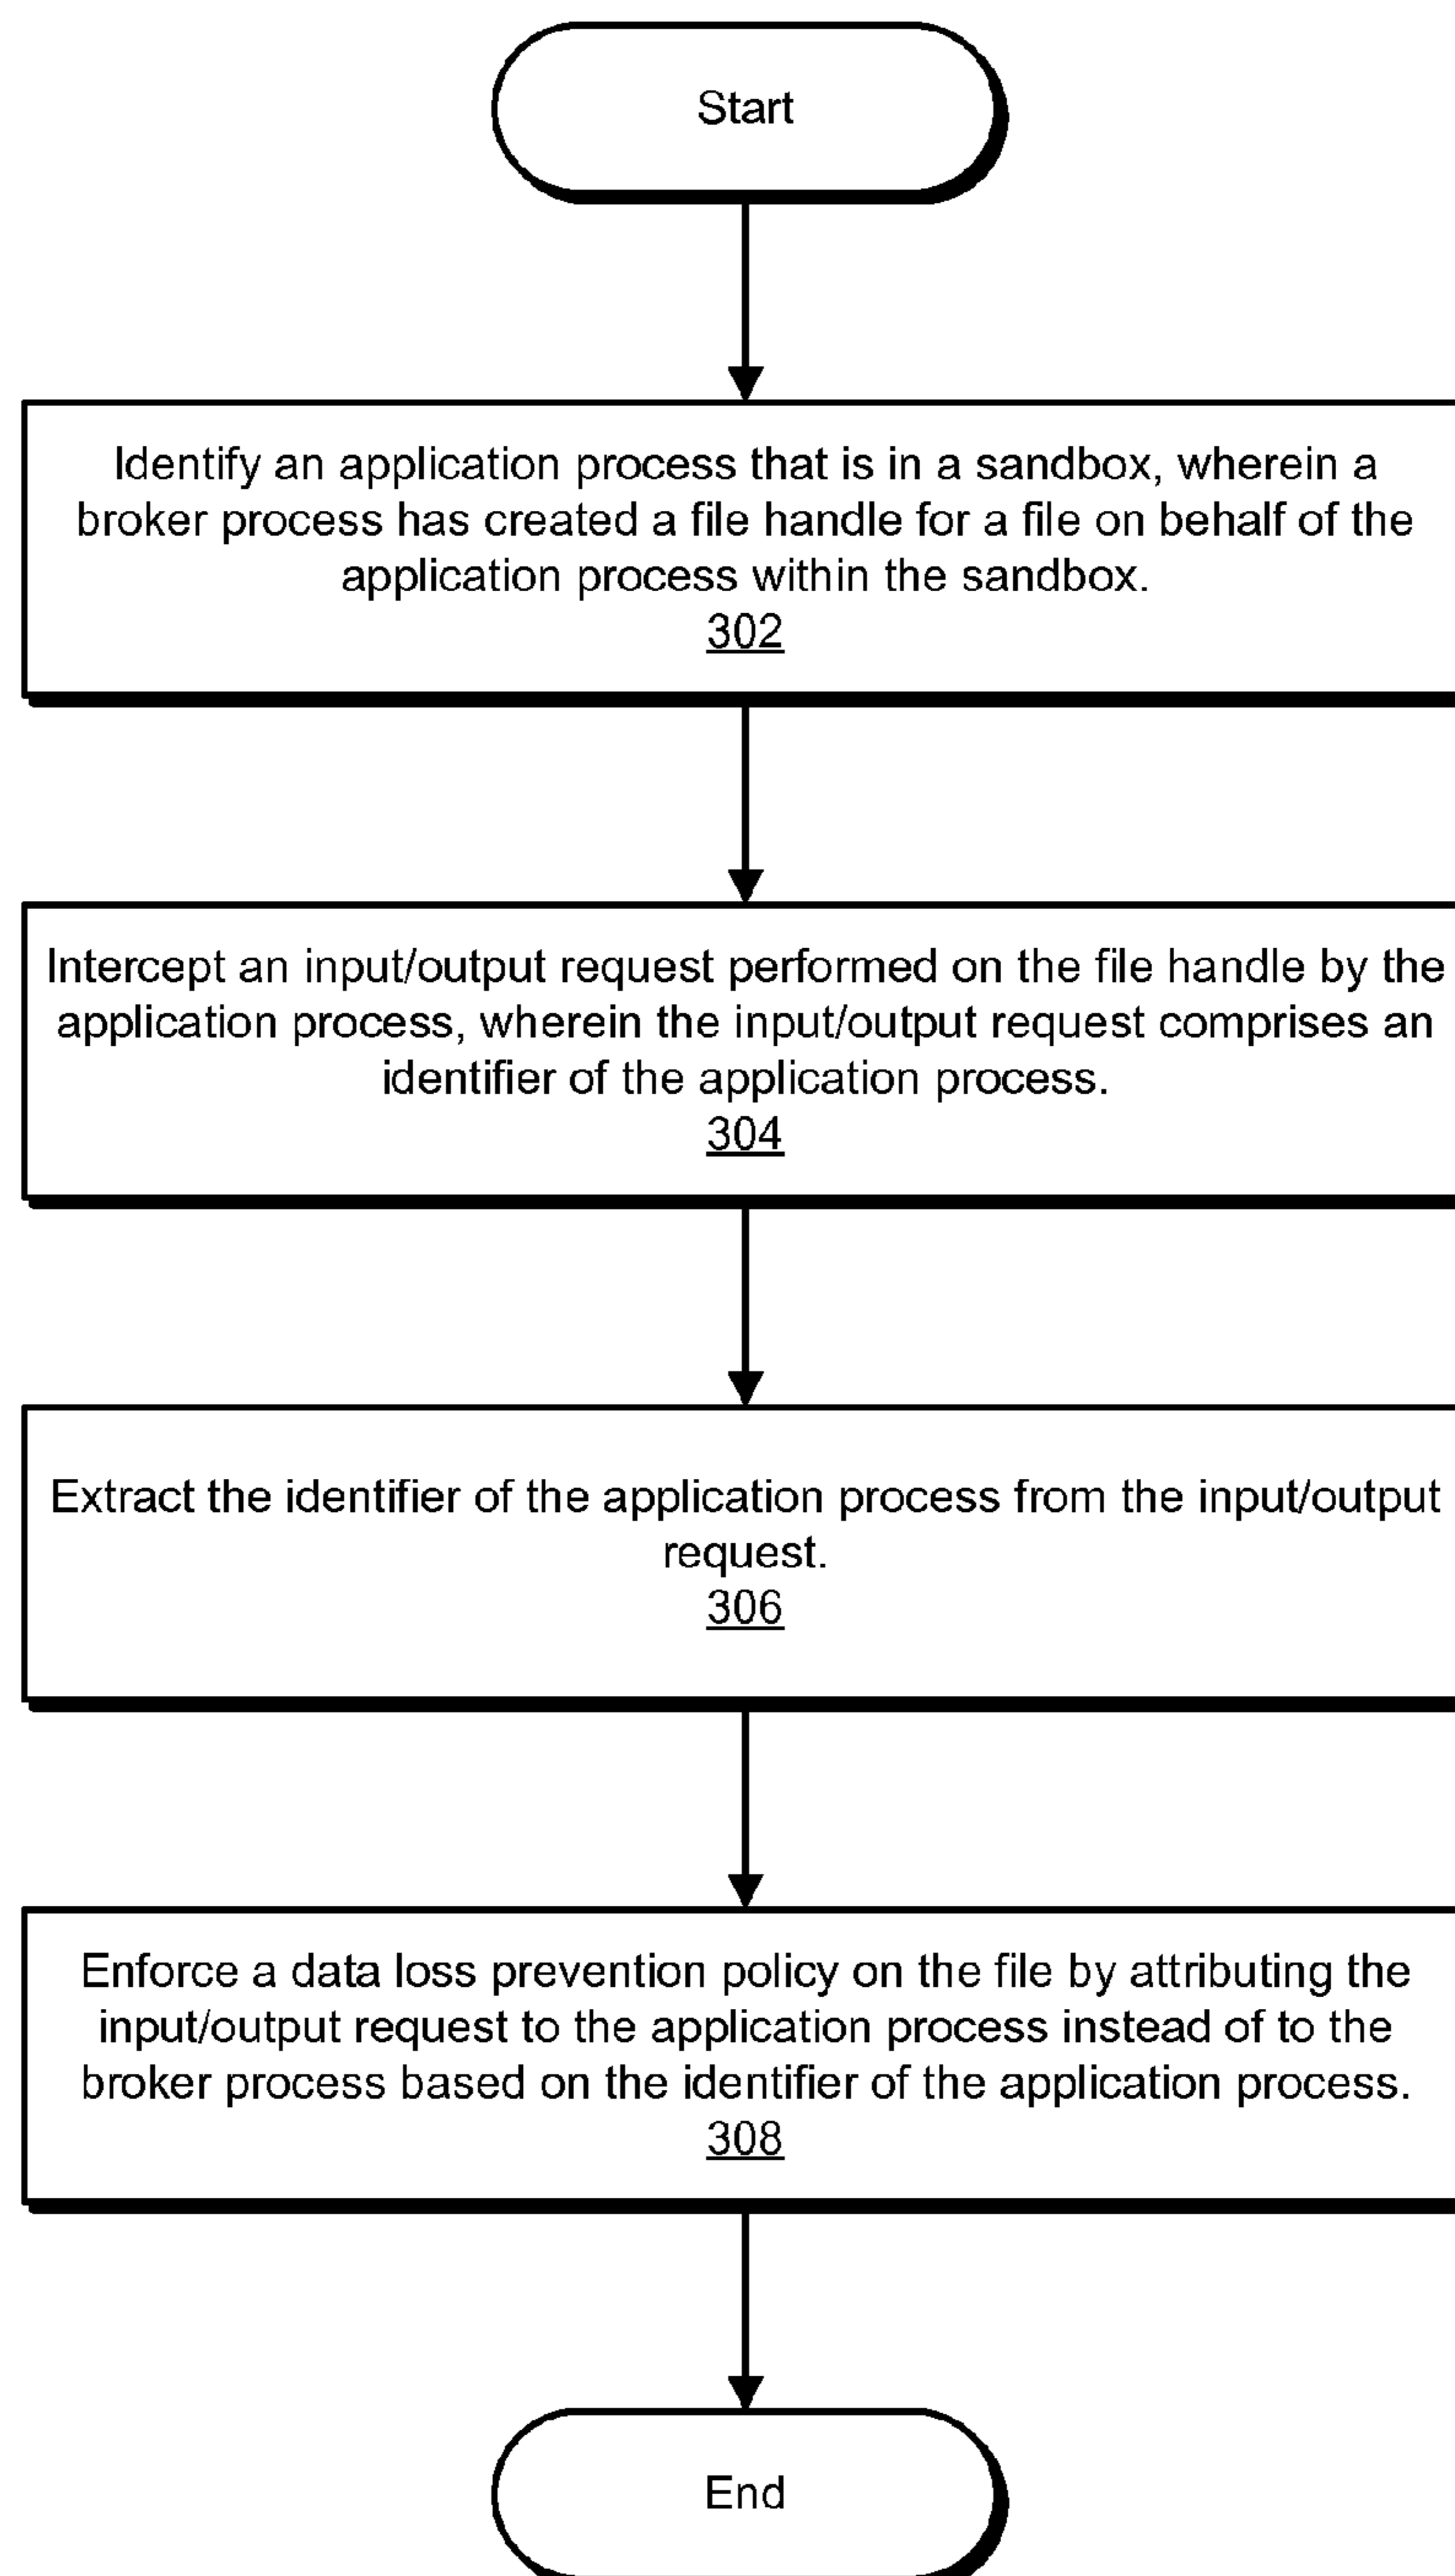 Start
Identify an application process that is in a sandbox, wherein a
broker process has created a file handle for a file on behalf of the
application process within the sandbox.
302
Intercept an input/output request performed on the file handle by the
application process, wherein the input/output request comprises an
identifier of the application process.
304
Extract the identifier of the application process from the input/output
request.
306
Enforce a data loss prevention policy on the file by attributing the
input/output request to the application process instead of to the
broker process based on the identifier of the application process.
308
End